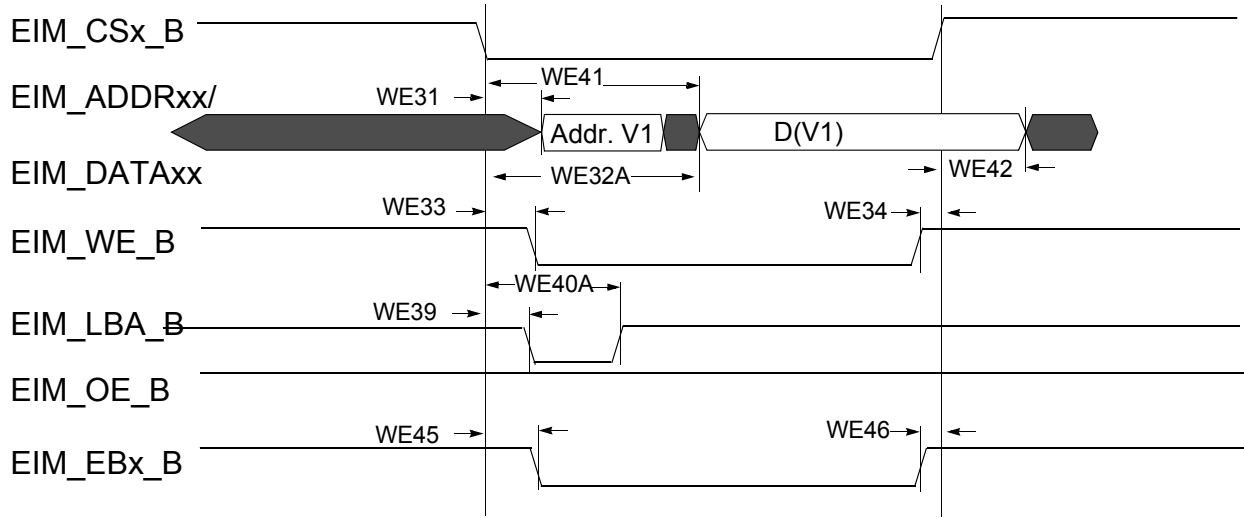 EIM_CSx_B
WE41
EIM_ADDRxx/
WE31
Addr. V1
D(V1)
EIM_DATAxx
WE32A
WE42
WE33
WE34
EIM_WE_B
WE40A
WE39
EIM_LBA_B
EIM_OE_B
WE45
WE46
EIM_EBx_B